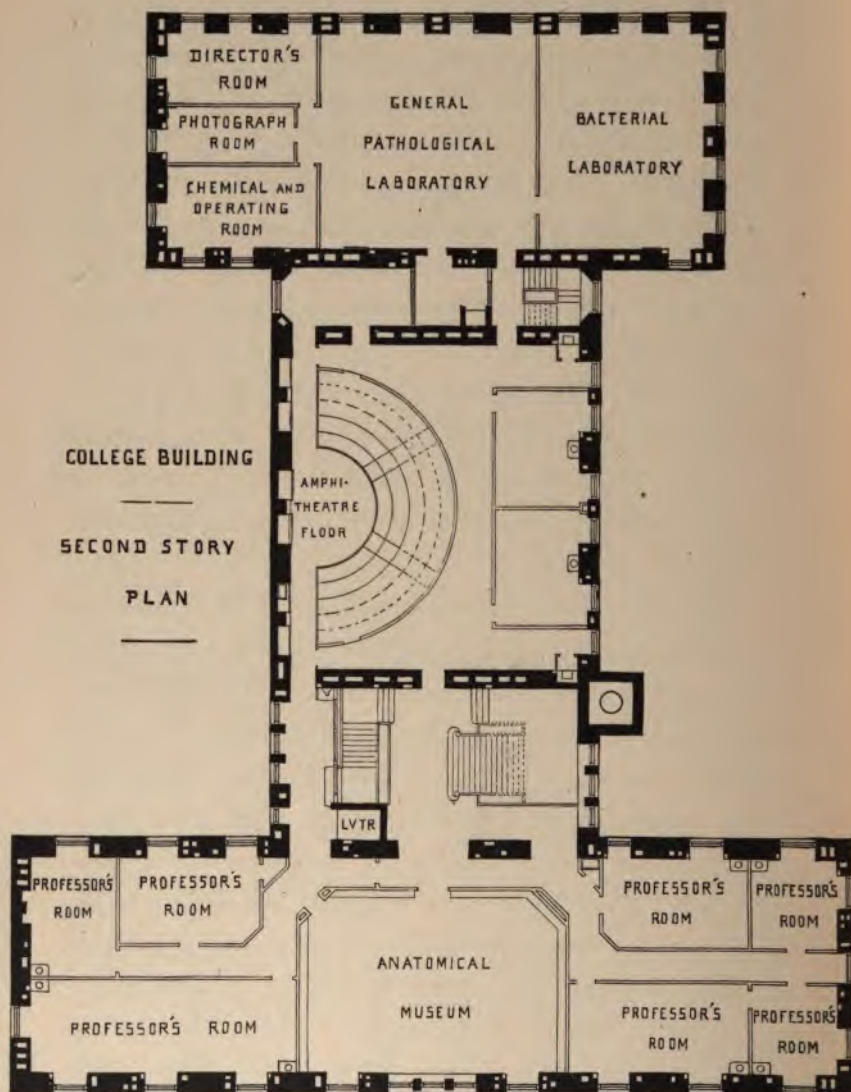 DIRECTOR'S
ROOM
PHOTOGRAPH
ROOM
CHEMICAL AND
OPERATING
ROOM
GENERAL
PATHOLOGICAL
LABORATORY
BACTERIAL
LABORATORY
COLLEGE BUILDING
SECOND STORY
PLAN
AMPHI-
THEATRE
FLOOR
LVTR
PROFESSOR'S
ROOM
PROFESSOR'S
ROOM
PROFESSOR'S ROOM
ANATOMICAL
MUSEUM
PROFESSOR'S
ROOM
PROFESSOR'S
ROOM
PROFESSOR'S
ROOM
PROFESSOR'S
ROOM